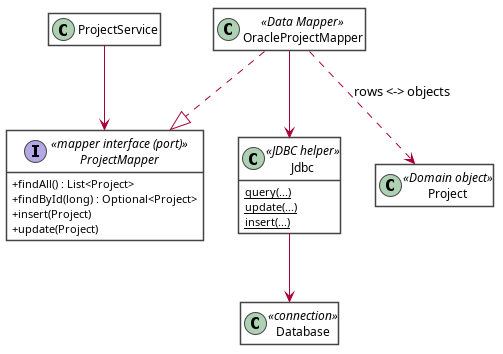 C ProjectService
C «Data Mapper»
OracleProjectMapper
rows <-> objects
I «mapper interface (port)»
ProjectMapper
+findAll() : List<Project>
+findById(long) : Optional<Project>
+insert(Project)
+update(Project)
C «JDBC helper»
Jdbc
query(...)
update(...)
insert(...)
C «Domain object»
Project
C «connection»
Database